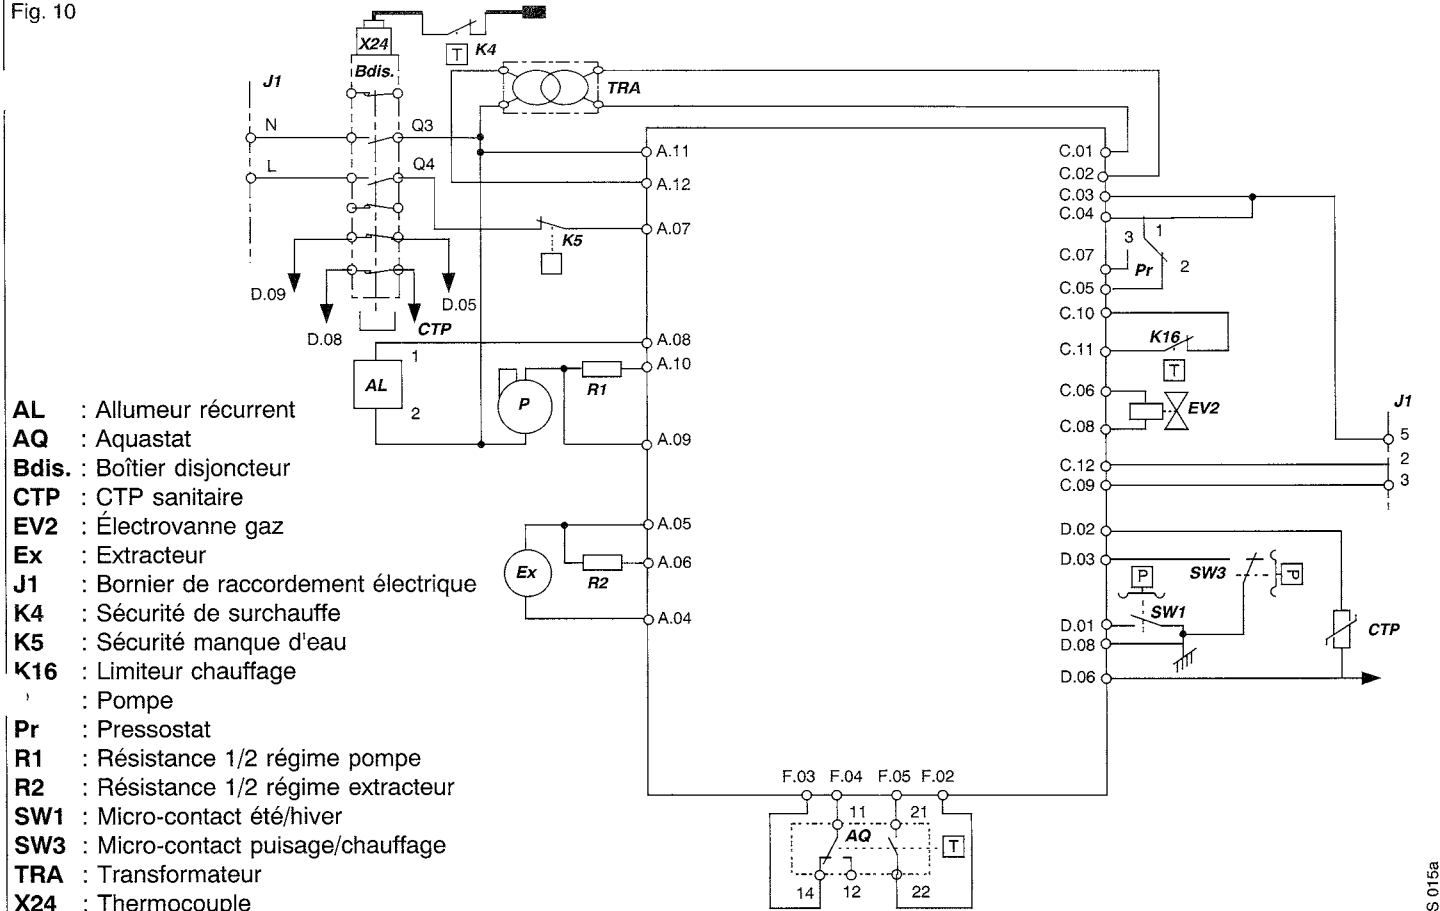 Fig. 10
X24
T K4
Bdis.
J1
TRA
N Q3
L Q4
A.11
A.12
A.07
K5
D.09
D.05
D.08
CTP
A.08
A.10
1
AL
2
P
R1
A.09
A.05
A.06
Ex
R2
A.04
C.01
C.02
C.03
C.04
C.07
3 1
Pr 2
C.05
C.10
K16
C.11
T
C.06
EV2
C.08
J1
5
C.12 2
C.09 3
D.02
D.03
P
SW3
P
SW1
D.01
D.08
CTP
D.06
F.03 F.04 F.05 F.02
11 21
AQ
T
14 12 22
AL : Allumeur récurrent
AQ : Aquastat
Bdis. : Boîtier disjoncteur
CTP : CTP sanitaire
EV2 : Électrovanne gaz
Ex : Extracteur
J1 : Bornier de raccordement électrique
K4 : Sécurité de surchauffe
K5 : Sécurité manque d'eau
K16 : Limiteur chauffage
: Pompe
Pr : Pressostat
R1 : Résistance 1/2 régime pompe
R2 : Résistance 1/2 régime extracteur
SW1 : Micro-contact été/hiver
SW3 : Micro-contact puisage/chauffage
TRA : Transformateur
X24 : Thermocouple
S 015a